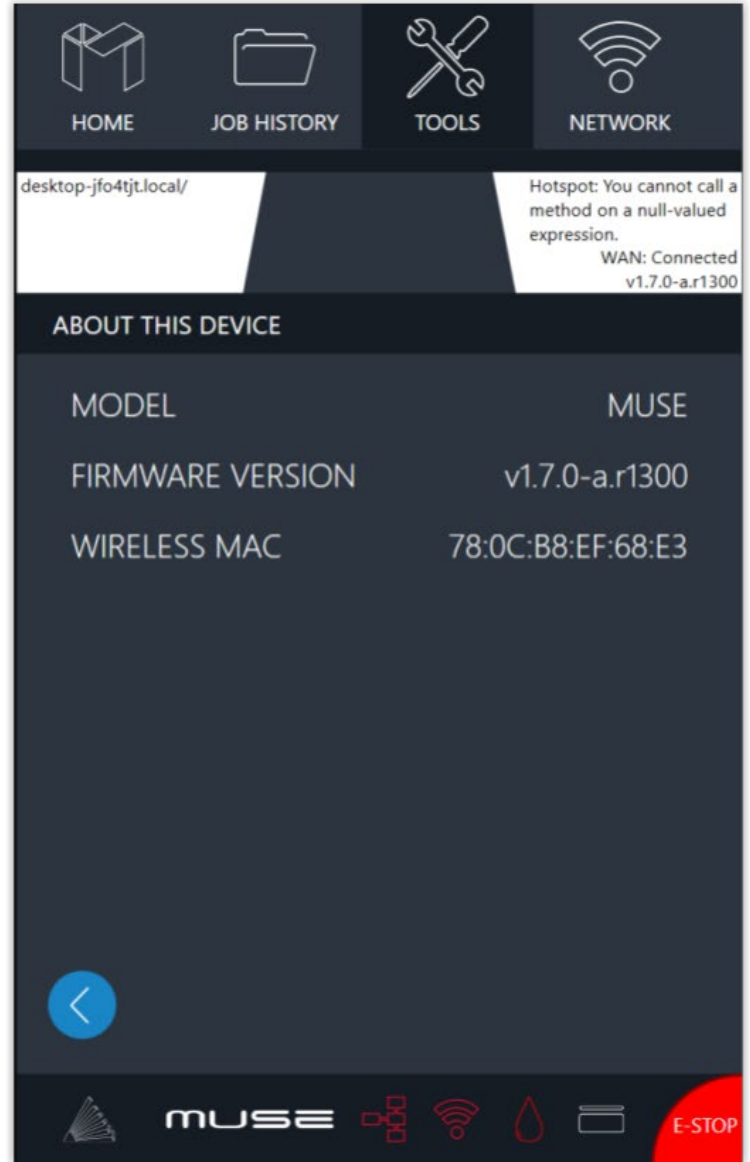 HOME
JOB HISTORY
TOOLS
NETWORK
desktop-jfo4tjt.local/
Hotspot: You cannot call a
method on a null-valued
expression.
WAN: Connected
v1.7.0-a.r1300
ABOUT THIS DEVICE
MODEL MUSE
FIRMWARE VERSION v1.7.0-a.r1300
WIRELESS MAC 78:0C:B8:EF:68:E3
muse
E-STOP